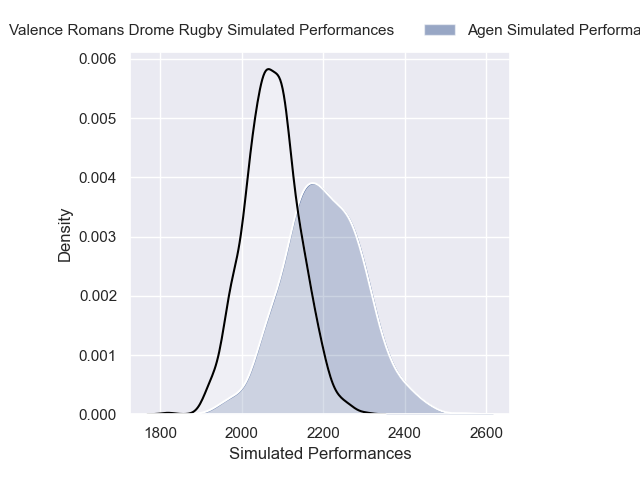 Valence Romans Drome Rugby Simulated Performances
Agen Simulated Performa
0.006
0.005
0.004
0.003
0.002
0.001
0.000
Density
1800 2000 2200 2400 2600
Simulated Performances